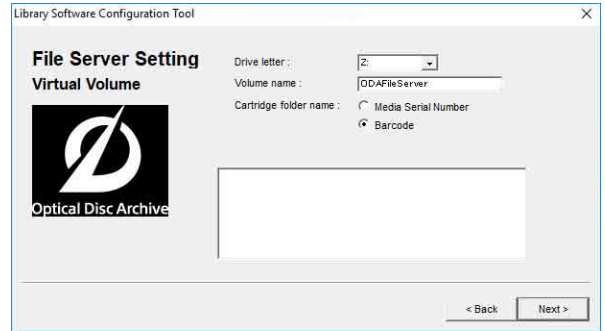 Library Software Configuration Tool
File Server Setting
Virtual Volume
Optical Disc Archive
Drive letter :
Z:
Volume name :
ODAFileServer
Cartridge folder name :
Media Serial Number
Barcode
< Back
Next >